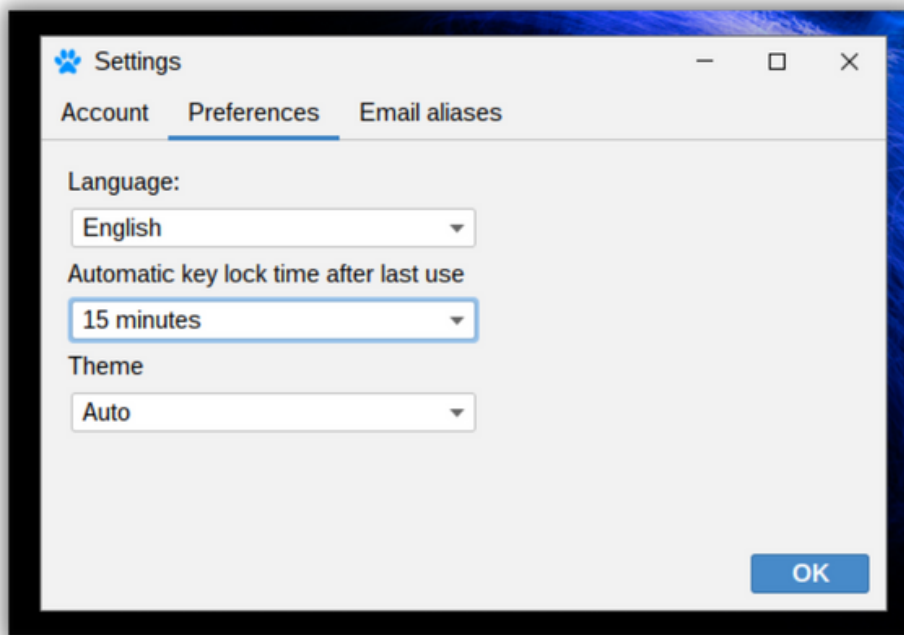 Settings
Account Preferences Email aliases
Language:
English
Automatic key lock time after last use
15 minutes
Theme
Auto
OK